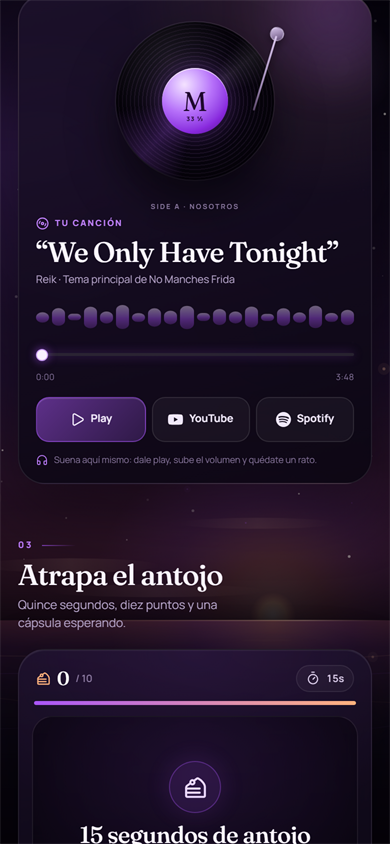 M
33 ⅓
SIDE A · NOSOTROS
TU CANCIÓN
“We Only Have Tonight”
Reik · Tema principal de No Manches Frida
0:00
3:48
Play
YouTube
Spotify
Suena aquí mismo: dale play, sube el volumen y quédate un rato.
03
Atrapa el antojo
Quince segundos, diez puntos y una
cápsula esperando.
0 / 10
15s
15 segundos de antojo